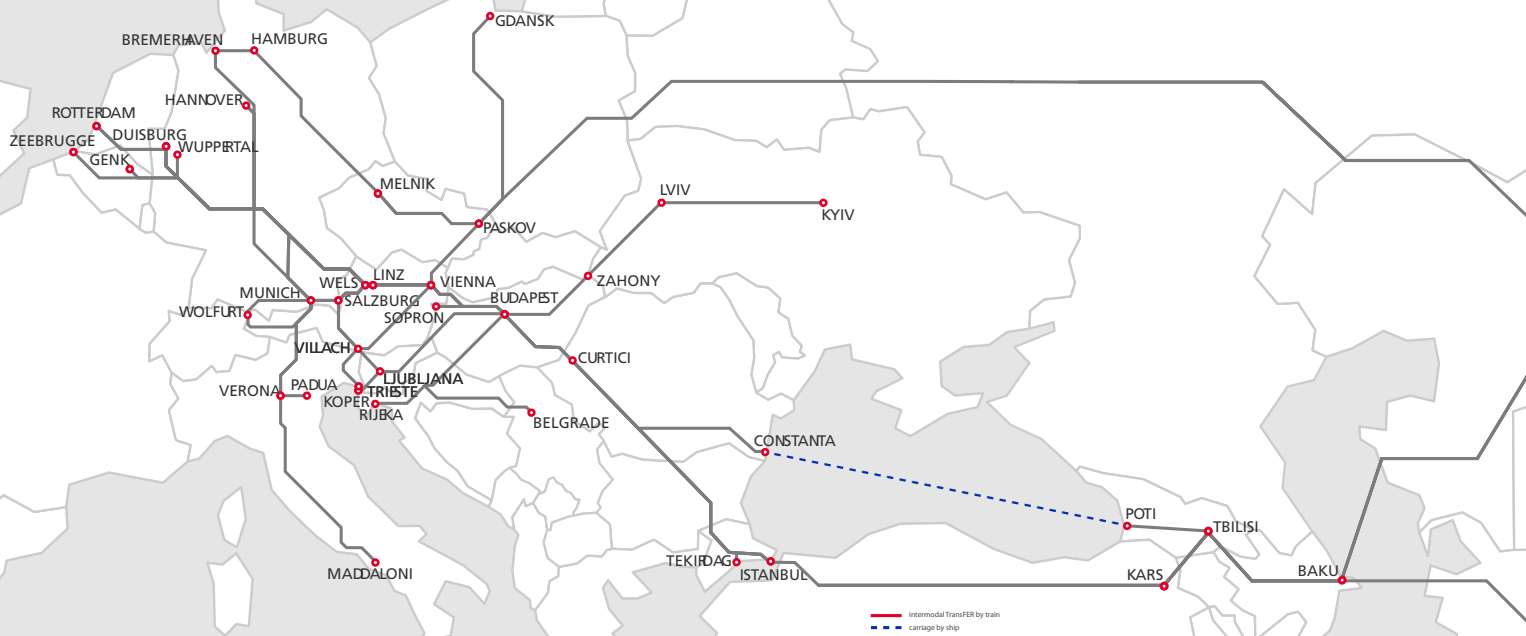 GDANSK
BREMERHAVEN
HAMBURG
HANNOVER
ROTTERDAM
DUISBURG
ZEEBRUGGE
WUPPERTAL
GENK
MELNIK
LVIV
KYIV
PASKOV
LINZ
WELS
VIENNA
ZAHONY
MUNICH
SALZBURG
BUDAPEST
WOLFURT
SOPRON
VILLACH
CURTICI
LJUBLJANA
PADUA
VERONA
TRIESTE
KOPER
RIJEKA
BELGRADE
CONSTANTA
POTI
TBILISI
TEKIRDAG
ISTANBUL
MADDALONI
KARS
BAKU
intermodal TransFER by train
carriage by ship